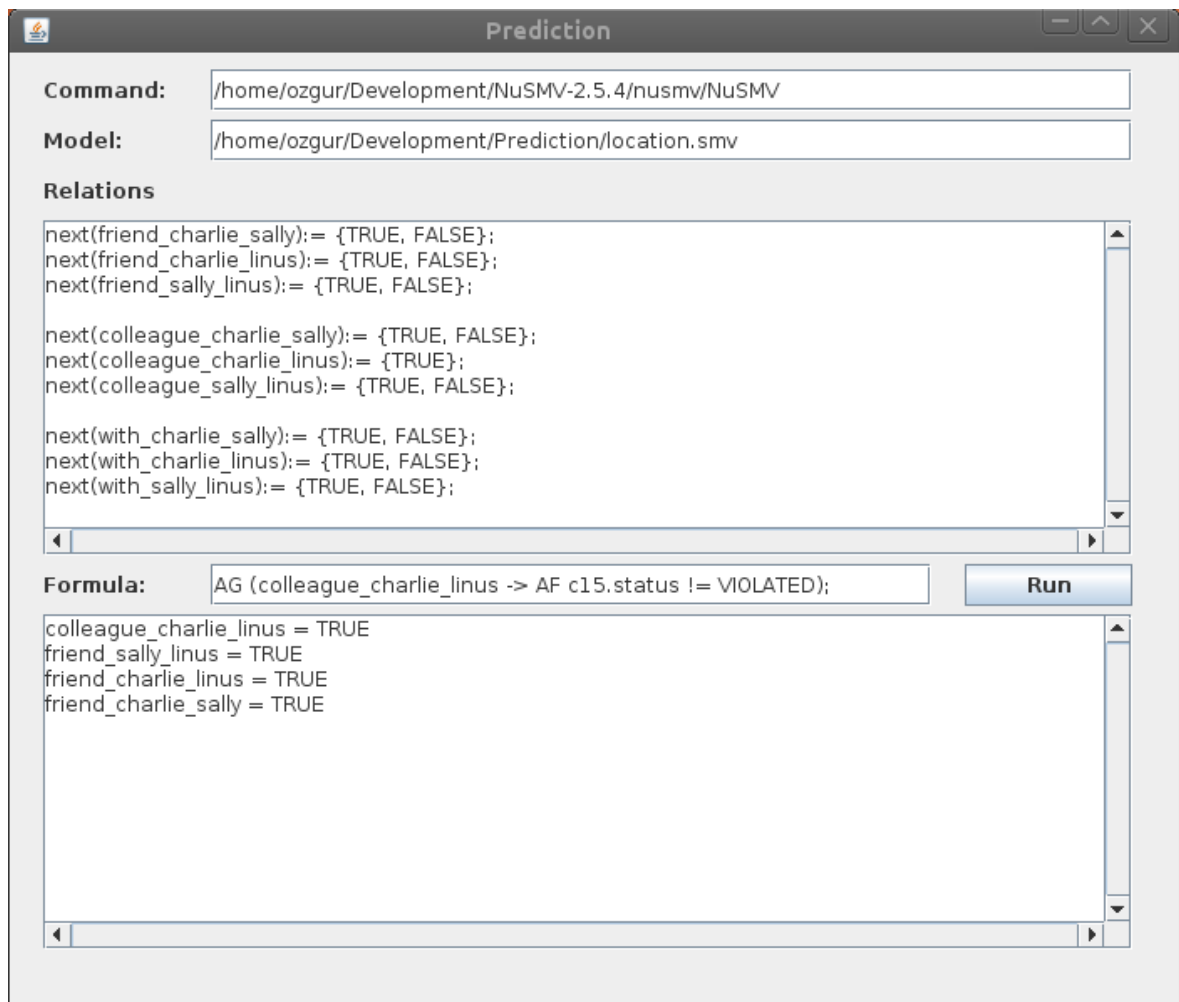 Prediction
Command: /home/ozgur/Development/NuSMV-2.5.4/nusmv/NuSMV
Model: /home/ozgur/Development/Prediction/location.smv
Relations
next(friend_charlie_sally):= {TRUE, FALSE};
next(friend_charlie_linus):= {TRUE, FALSE};
next(friend_sally_linus):= {TRUE, FALSE};
next(colleague_charlie_sally):= {TRUE, FALSE};
next(colleague_charlie_linus):= {TRUE};
next(colleague_sally_linus):= {TRUE, FALSE};
next(with_charlie_sally):= {TRUE, FALSE};
next(with_charlie_linus):= {TRUE, FALSE};
next(with_sally_linus):= {TRUE, FALSE};
Formula: AG (colleague_charlie_linus -> AF c15.status != VIOLATED); Run
colleague_charlie_linus = TRUE
friend_sally_linus = TRUE
friend_charlie_linus = TRUE
friend_charlie_sally = TRUE